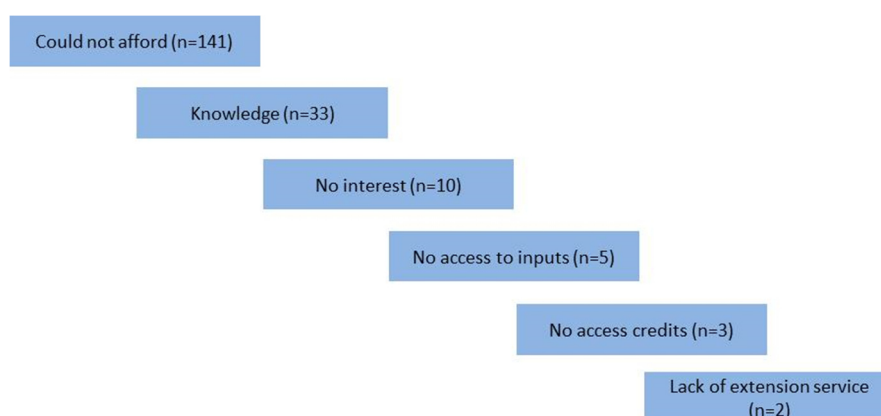 Could not afford (n=141)
Knowledge (n=33)
No interest (n=10)
No access to inputs (n=5)
No access credits (n=3)
Lack of extension service
(n=2)